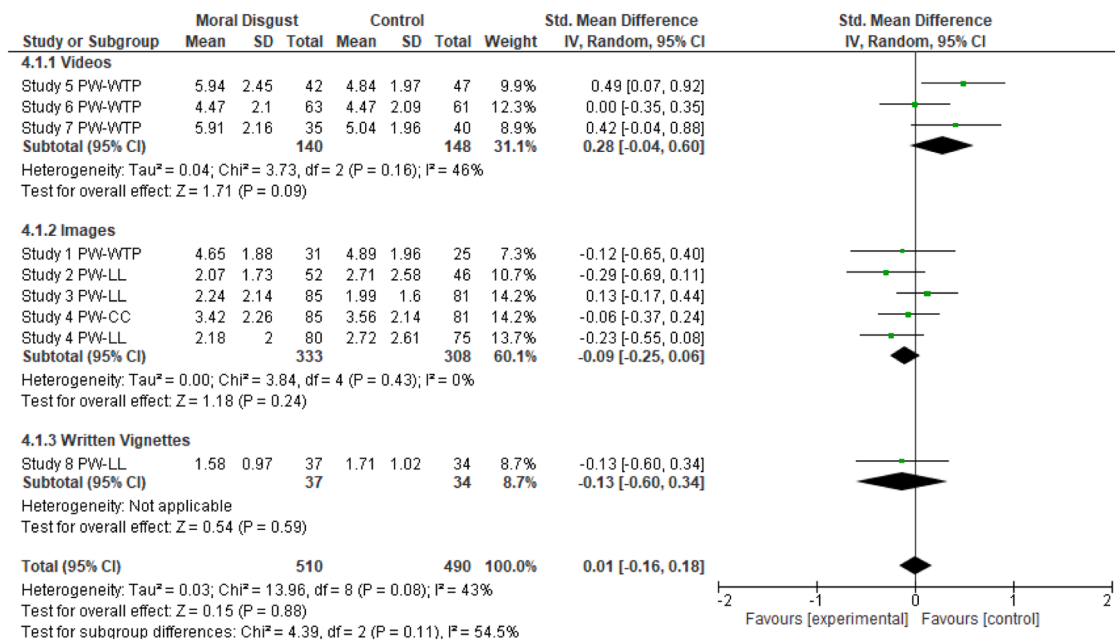 Moral Disgust Control Std. Mean Difference Std. Mean Difference
Study or Subgroup Mean SD Total Mean SD Total Weight IV, Random, 95% CI IV, Random, 95% CI
4.1.1 Videos
Study 5 PW-WTP 5.94 2.45 42 4.84 1.97 47 9.9% 0.49 [0.07, 0.92]
Study 6 PW-WTP 4.47 2.1 63 4.47 2.09 61 12.3% 0.00 [-0.35, 0.35]
Study 7 PW-WTP 5.91 2.16 35 5.04 1.96 40 8.9% 0.42 [-0.04, 0.88]
Subtotal (95% CI) 140 148 31.1% 0.28 [-0.04, 0.60]
Heterogeneity: Tau² = 0.04; Chi² = 3.73, df = 2 (P = 0.16); I² = 46%
Test for overall effect: Z = 1.71 (P = 0.09)
4.1.2 Images
Study 1 PW-WTP 4.65 1.88 31 4.89 1.96 25 7.3% -0.12 [-0.65, 0.40]
Study 2 PW-LL 2.07 1.73 52 2.71 2.58 46 10.7% -0.29 [-0.69, 0.11]
Study 3 PW-LL 2.24 2.14 85 1.99 1.6 81 14.2% 0.13 [-0.17, 0.44]
Study 4 PW-CC 3.42 2.26 85 3.56 2.14 81 14.2% -0.06 [-0.37, 0.24]
Study 4 PW-LL 2.18 2 80 2.72 2.61 75 13.7% -0.23 [-0.55, 0.08]
Subtotal (95% CI) 333 308 60.1% -0.09 [-0.25, 0.06]
Heterogeneity: Tau² = 0.00; Chi² = 3.84, df = 4 (P = 0.43); I² = 0%
Test for overall effect: Z = 1.18 (P = 0.24)
4.1.3 Written Vignettes
Study 8 PW-LL 1.58 0.97 37 1.71 1.02 34 8.7% -0.13 [-0.60, 0.34]
Subtotal (95% CI) 37 34 8.7% -0.13 [-0.60, 0.34]
Heterogeneity: Not applicable
Test for overall effect: Z = 0.54 (P = 0.59)
Total (95% CI) 510 490 100.0% 0.01 [-0.16, 0.18]
Heterogeneity: Tau² = 0.03; Chi² = 13.96, df = 8 (P = 0.08); I² = 43%
Test for overall effect: Z = 0.15 (P = 0.88)
Test for subgroup differences: Chi² = 4.39, df = 2 (P = 0.11), I² = 54.5%
-2 -1 0 1 2
Favours [experimental] Favours [control]